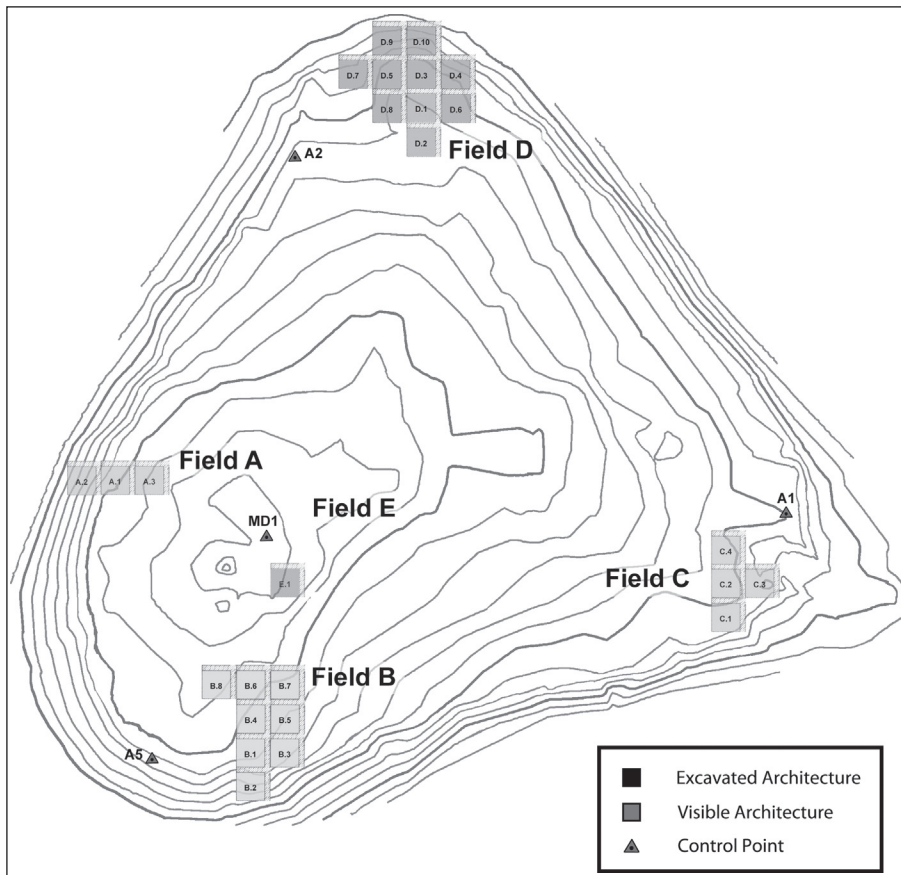 D.9 D.10
D.7 D.5 D.3 D.4
D.8 D.1 D.6
D.2
A2
Field D
Field A
A.2 A.1 A.3
Field E
MD1
A1
E.1
Field C
C.4
C.2 C.3
C.1
Field B
B.8 B.6 B.7
B.4 B.5
B.1 B.3
B.2
A5
Excavated Architecture
Visible Architecture
Control Point